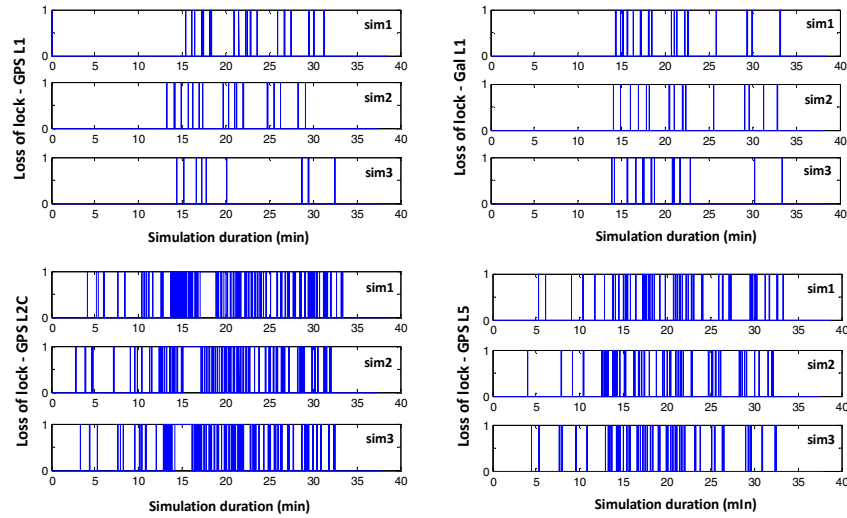 Loss of lock - GPS L1
1
0
sim1
0 5 10 15 20 25 30 35 40
1
0
sim2
0 5 10 15 20 25 30 35 40
1
0
sim3
0 5 10 15 20 25 30 35 40
Simulation duration (min)
Loss of lock - Gal L1
1
0
sim1
0 5 10 15 20 25 30 35 40
1
0
sim2
0 5 10 15 20 25 30 35 40
1
0
sim3
0 5 10 15 20 25 30 35 40
Simulation duration (min)
Loss of lock - GPS L2C
1
0
sim1
0 5 10 15 20 25 30 35 40
1
0
sim2
0 5 10 15 20 25 30 35 40
1
0
sim3
0 5 10 15 20 25 30 35 40
Simulation duration (min)
Loss of lock - GPS L5
1
0
sim1
0 5 10 15 20 25 30 35 40
1
0
sim2
0 5 10 15 20 25 30 35 40
1
0
sim3
0 5 10 15 20 25 30 35 40
Simulation duration (mIn)